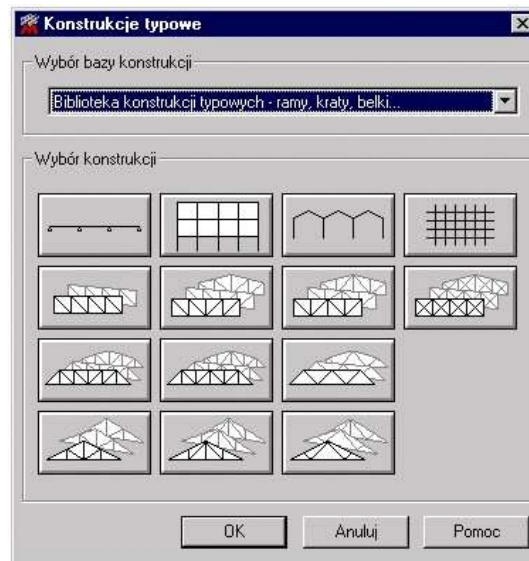 Konstrukcje typowe
Wybór bazy konstrukcji
Biblioteka konstrukcji typowych - ramy, kraty, belki...
Wybór konstrukcji
OK
Anuluj
Pomoc